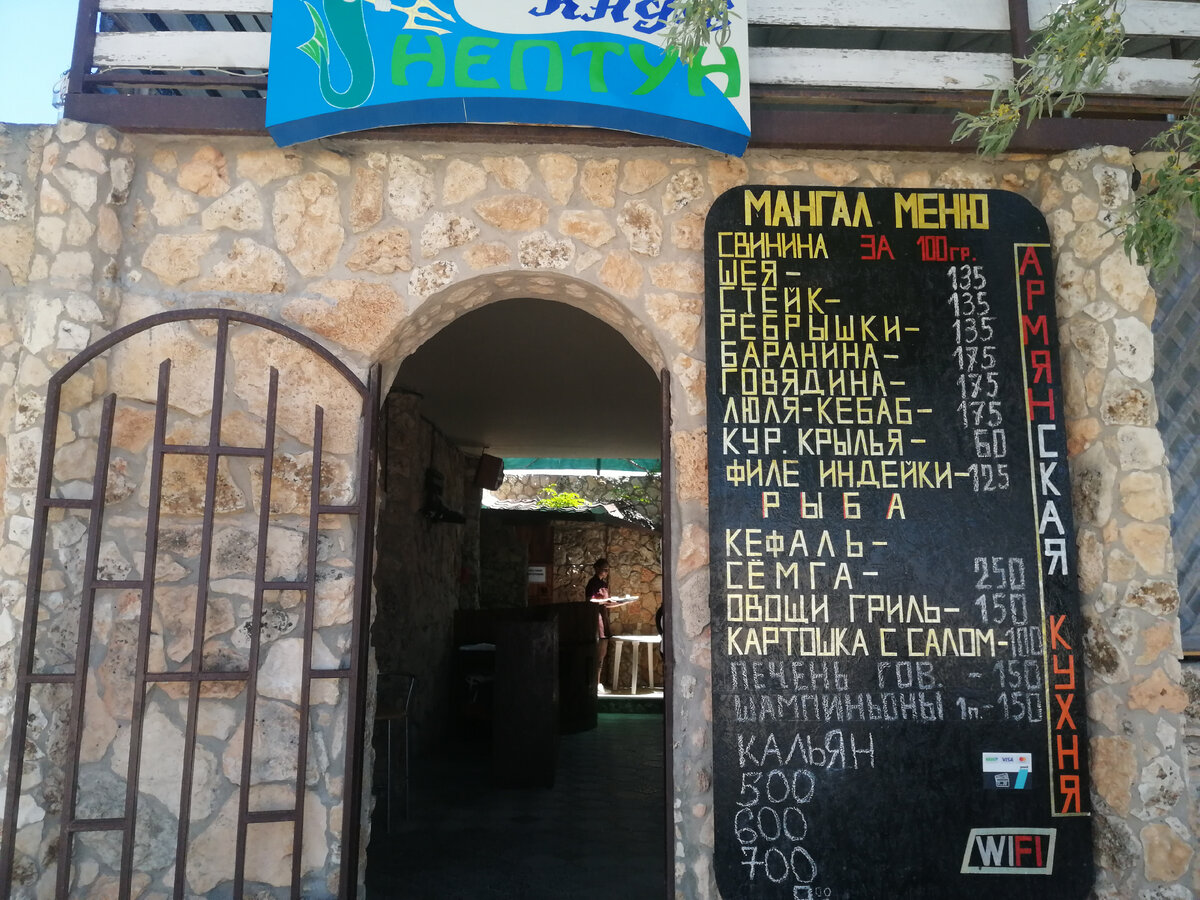 КАФЕ
НЕПТУН
МАНГАЛ МЕНЮ
СВИНИНА ЗА 100ГР.
ШЕЯ - 135
СТЕЙК- 135
РЕБРЫШКИ- 135
БАРАНИНА- 175
ГОВЯДИНА- 175
ЛЮЛЯ-КЕБАБ- 175
КУР. КРЫЛЬЯ- 60
ФИЛЕ ИНДЕЙКИ-125
РЫБА
КЕФАЛЬ-
СЁМГА- 250
ОВОЩИ ГРИЛЬ- 150
КАРТОШКА С САЛОМ-100
ПЕЧЕНЬ ГОВ. -150
ШАМПИНЬОНЫ 1п.-150
КАЛЬЯН
500
600
700
АРМЯНСКАЯ КУХНЯ
VISA
WIFI